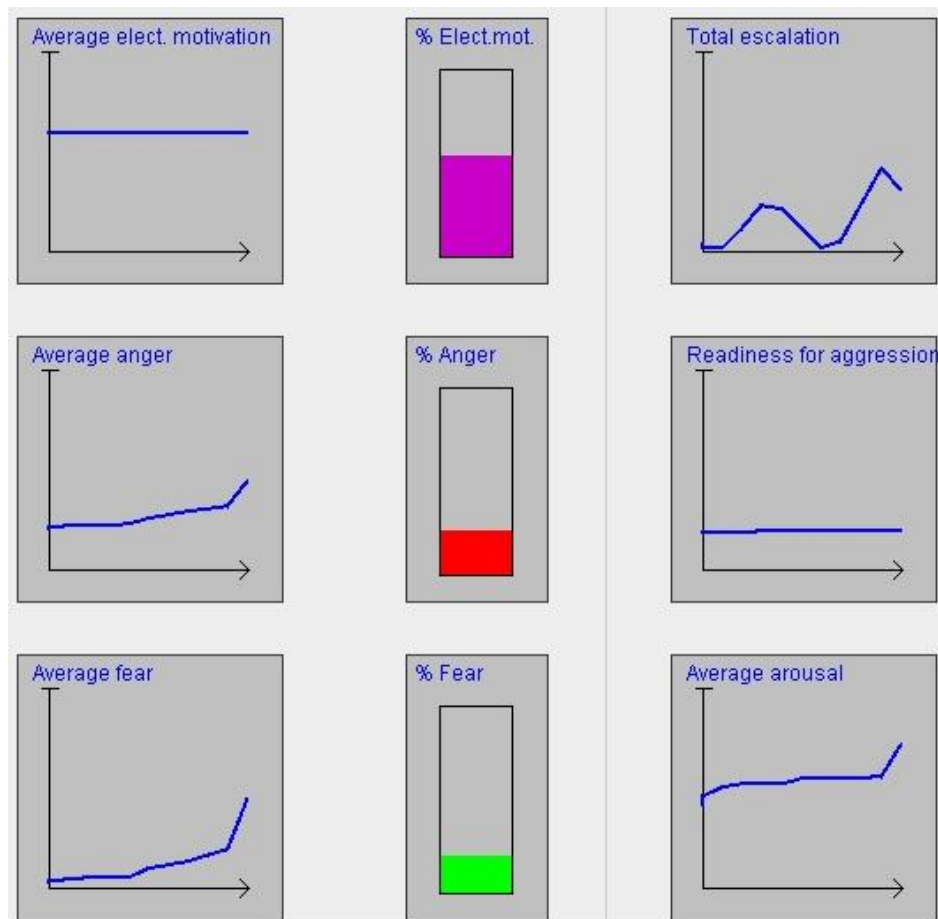 Average elect. motivation
% Elect.mot.
Total escalation
Average anger
% Anger
Readiness for aggression
Average fear
% Fear
Average arousal